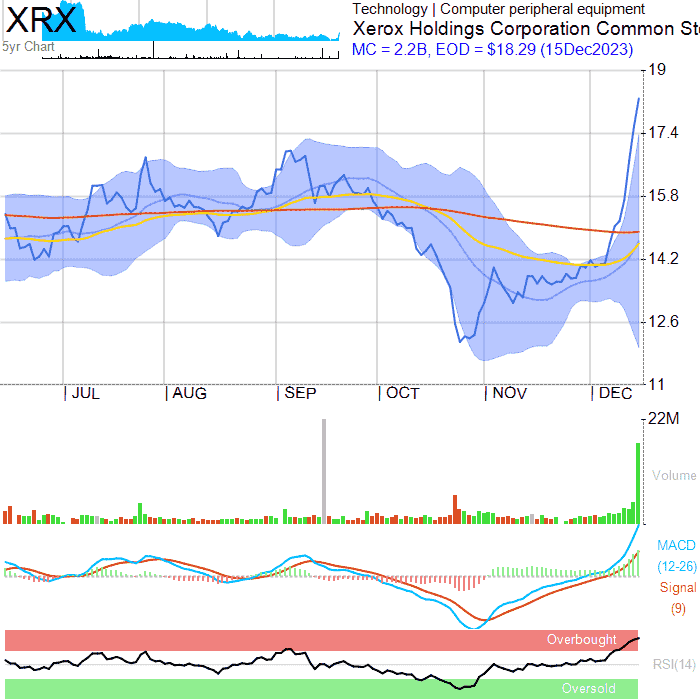 XRX
5yr Chart
Technology | Computer peripheral equipment
Xerox Holdings Corporation Common Sto
MC = 2.2B, EOD = $18.29 (15Dec2023)
19
17.4
15.8
14.2
12.6
11
JUL AUG SEP OCT NOV DEC
22M
Volume
MACD
(12-26)
Signal
(9)
Overbought
RSI(14)
Oversold